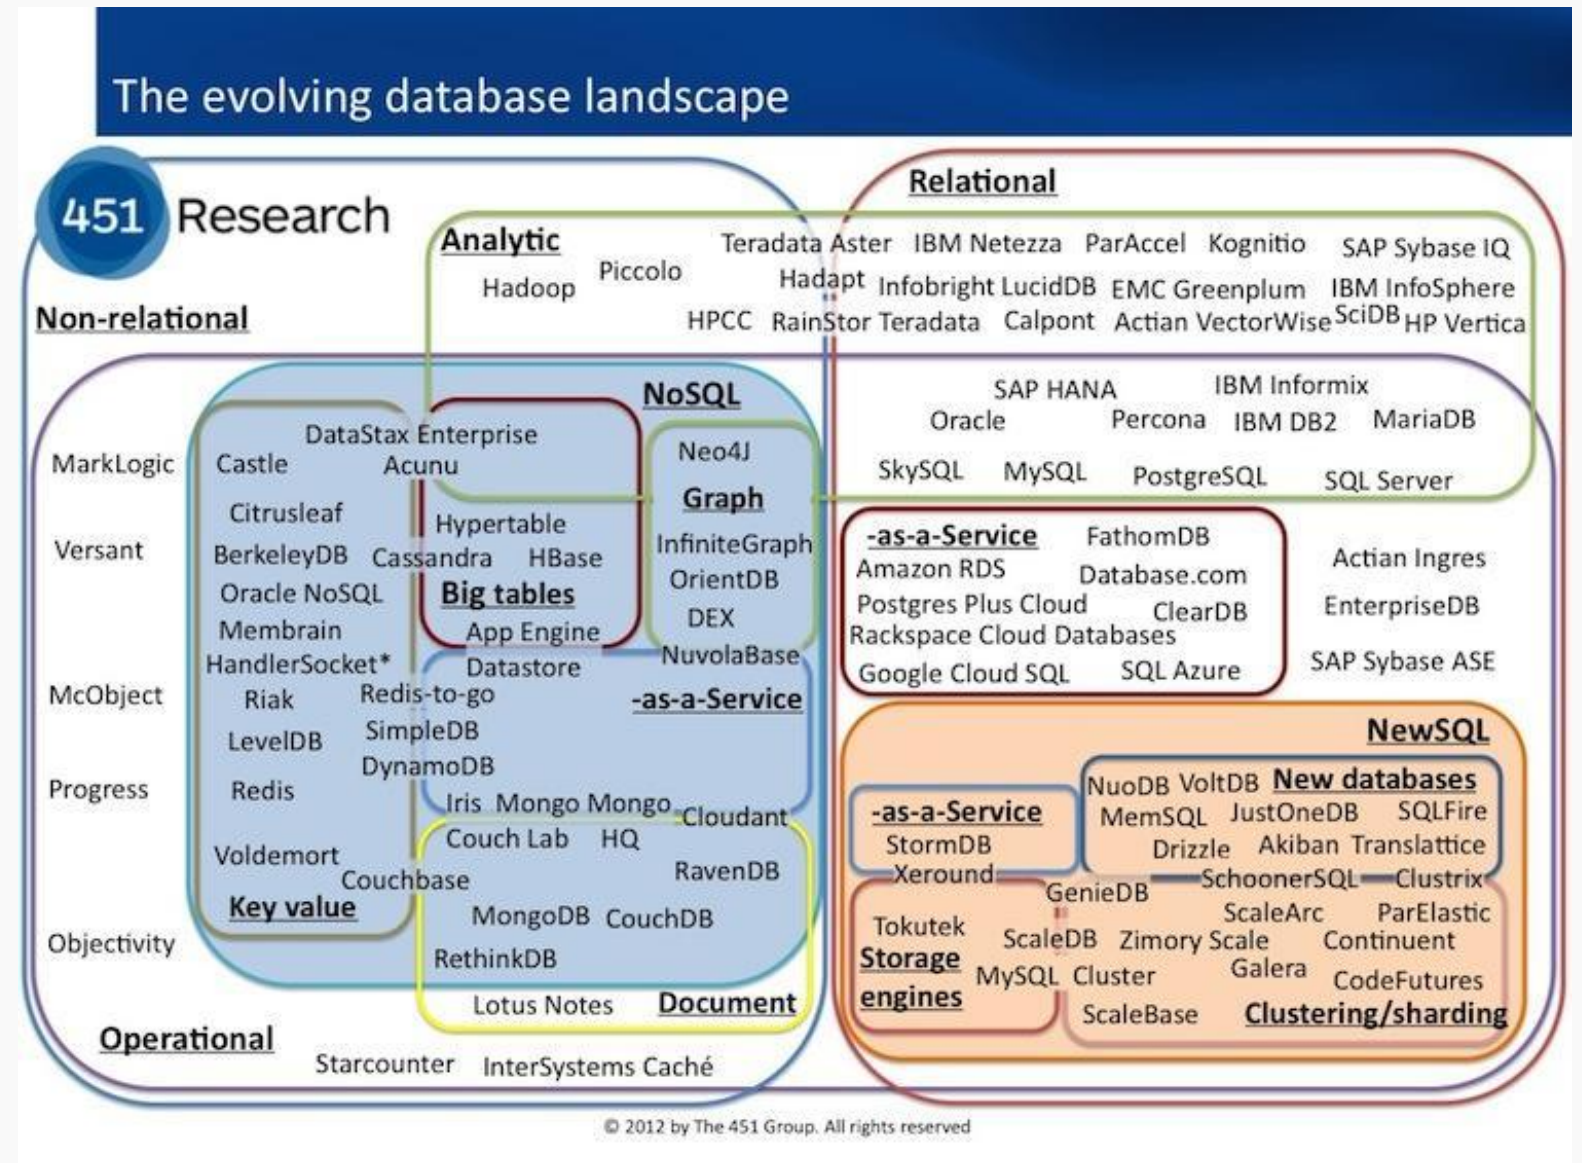 The evolving database landscape
451 Research
Relational
Analytic
Teradata Aster IBM Netezza ParAccel Kognitio SAP Sybase IQ
Hadoop Piccolo Hadapt Infobright LucidDB EMC Greenplum IBM InfoSphere
HPCC RainStor Teradata Calpont Actian VectorWise SciDB HP Vertica
Non-relational
NoSQL
SAP HANA IBM Informix
Oracle Percona IBM DB2 MariaDB
SkySQL MySQL PostgreSQL SQL Server
MarkLogic
Versant
McObject
Progress
Objectivity
DataStax Enterprise
Castle Acunu
Citrusleaf
BerkeleyDB Cassandra HBase
Hypertable
Big tables
Oracle NoSQL
Membrain
HandlerSocket*
Riak
LevelDB
Redis
Voldemort
Couchbase
Key value
App Engine
Datastore
Redis-to-go
SimpleDB
DynamoDB
-as-a-Service
Iris Mongo Mongo Cloudant
Couch Lab HQ
RavenDB
MongoDB CouchDB
RethinkDB
Lotus Notes Document
Neo4J
Graph
InfiniteGraph
OrientDB
DEX
NuvolaBase
-as-a-Service FathomDB
Amazon RDS Database.com
Postgres Plus Cloud ClearDB
Rackspace Cloud Databases
Google Cloud SQL SQL Azure
Actian Ingres
EnterpriseDB
SAP Sybase ASE
NewSQL
NuoDB VoltDB New databases
MemSQL JustOneDB SQLFire
Drizzle Akiban Translattice
SchoonerSQL Clustrix
-as-a-Service
StormDB
Xeround
GenieDB
ScaleArc ParElastic
Tokutek ScaleDB Zimory Scale Continuent
Storage
engines
MySQL Cluster Galera CodeFutures
ScaleBase Clustering/sharding
Operational
Starcounter InterSystems Caché
© 2012 by The 451 Group. All rights reserved